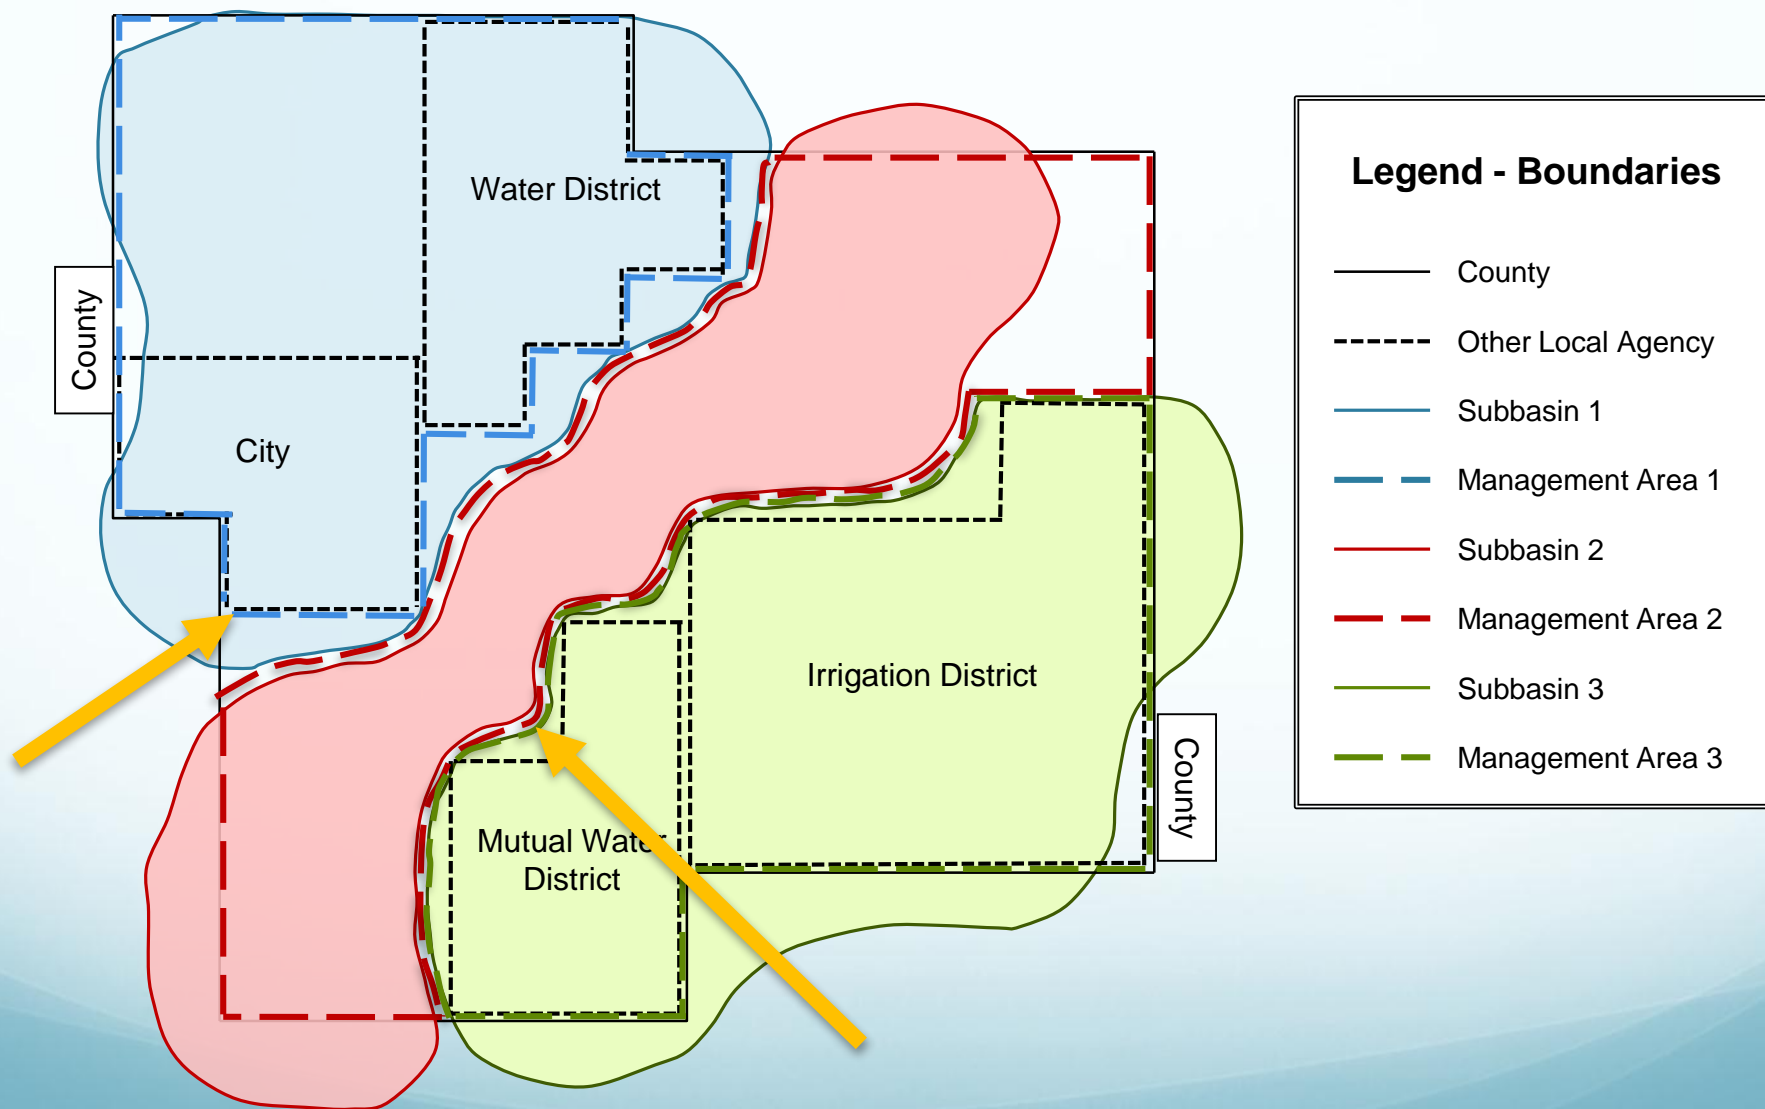 Water District
County
City
Irrigation District
Mutual Water
District
County
Legend - Boundaries
County
Other Local Agency
Subbasin 1
Management Area 1
Subbasin 2
Management Area 2
Subbasin 3
Management Area 3